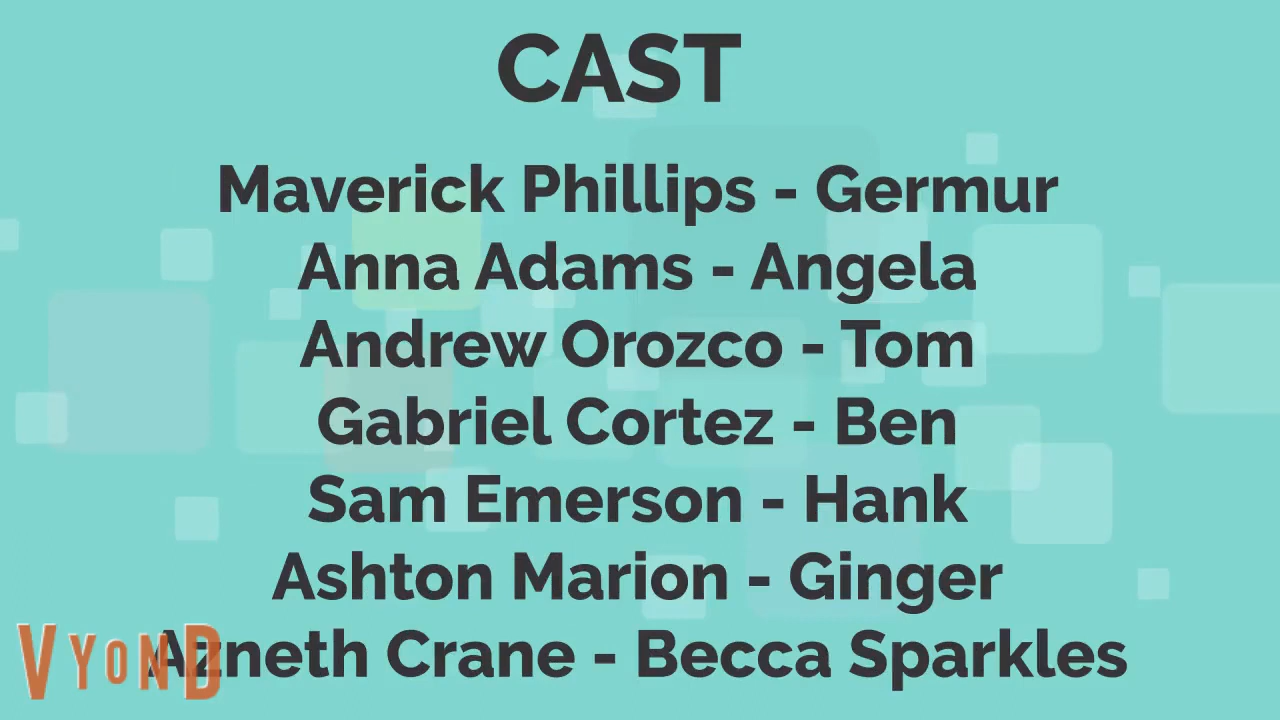 CAST
Maverick Phillips - Germur
Anna Adams - Angela
Andrew Orozco - Tom
Gabriel Cortez - Ben
Sam Emerson - Hank
Ashton Marion - Ginger
Azneth Crane - Becca Sparkles
VYOND